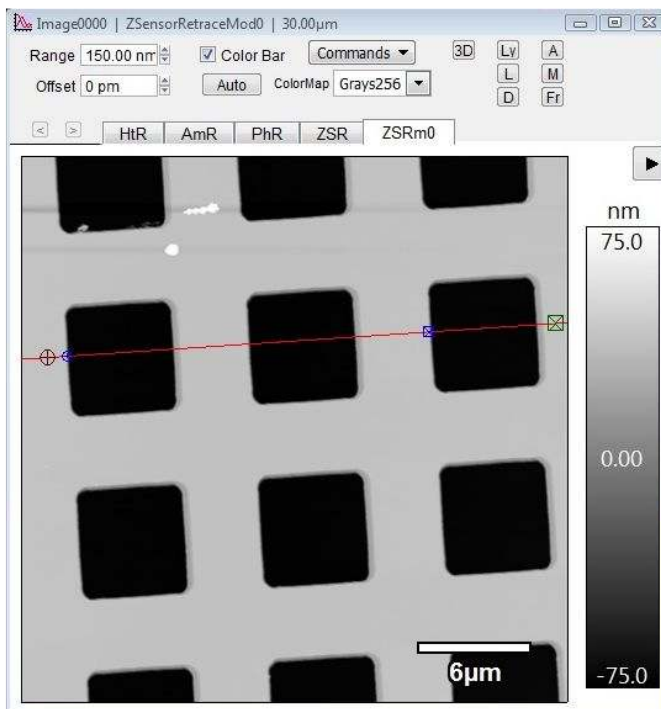 Image0000 | ZSensorRetraceMod0 | 30.00µm
Range 150.00 nm Color Bar Commands 3D Ly A
Offset 0 pm Auto ColorMap Grays256 L M
D Fr
< > HtR AmR PhR ZSR ZSRm0
nm
75.0
0.00
6µm
-75.0